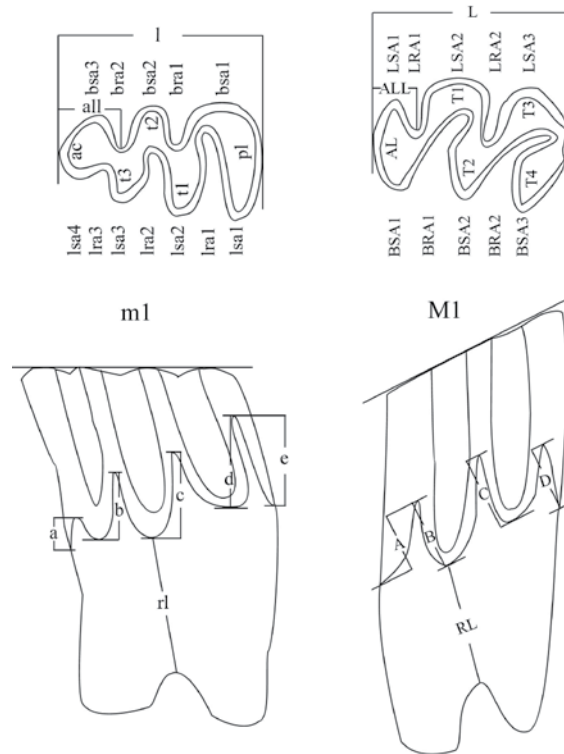 l
bsa3 bra2 bsa2 bra1 bsa1
all
ac t3 t2 t1 pl
lsa4 lra3 lsa3 lra2 lsa2 lra1 lsa1
m1
L
LSA1 LRA1 LSA2 LRA2 LSA3
ALL
AL T1 T2 T3 T4
BSA1 BRA1 BSA2 BRA2 BSA3
M1
a b c d e
rl
A B C D
RL